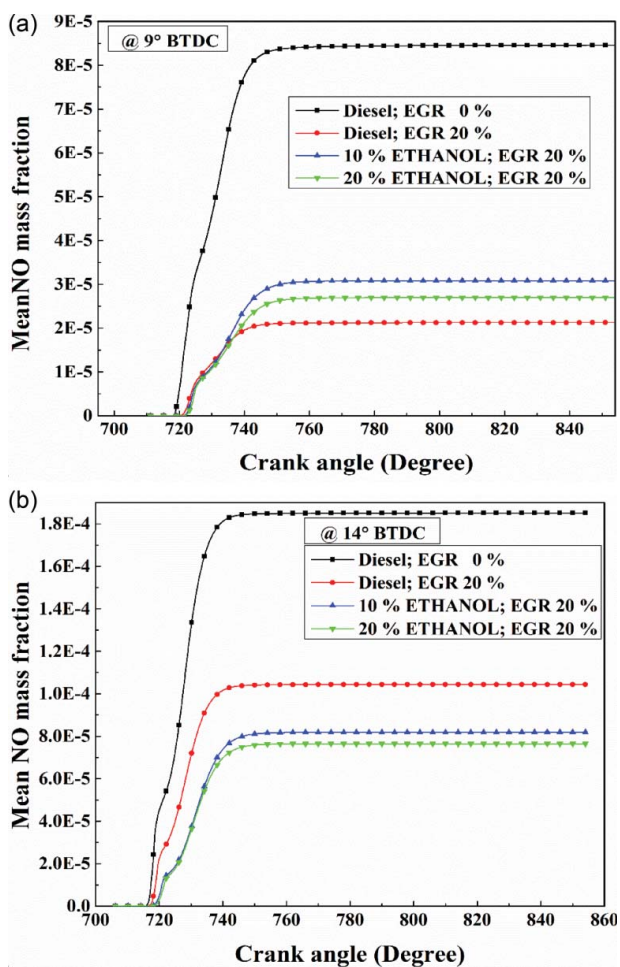 (a)
@ 9° BTDC
Diesel; EGR 0 %
Diesel; EGR 20 %
10 % ETHANOL; EGR 20 %
20 % ETHANOL; EGR 20 %
MeanNO mass fraction
9E-5
8E-5
6E-5
5E-5
3E-5
2E-5
1E-5
0
700 720 740 760 780 800 820 840
Crank angle (Degree)
(b)
@ 14° BTDC
Diesel; EGR 0 %
Diesel; EGR 20 %
10 % ETHANOL; EGR 20 %
20 % ETHANOL; EGR 20 %
Mean NO mass fraction
1.8E-4
1.6E-4
1.4E-4
1.2E-4
1.0E-4
8.0E-5
6.0E-5
4.0E-5
2.0E-5
0.0
700 720 740 760 780 800 820 840 860
Crank angle (Degree)